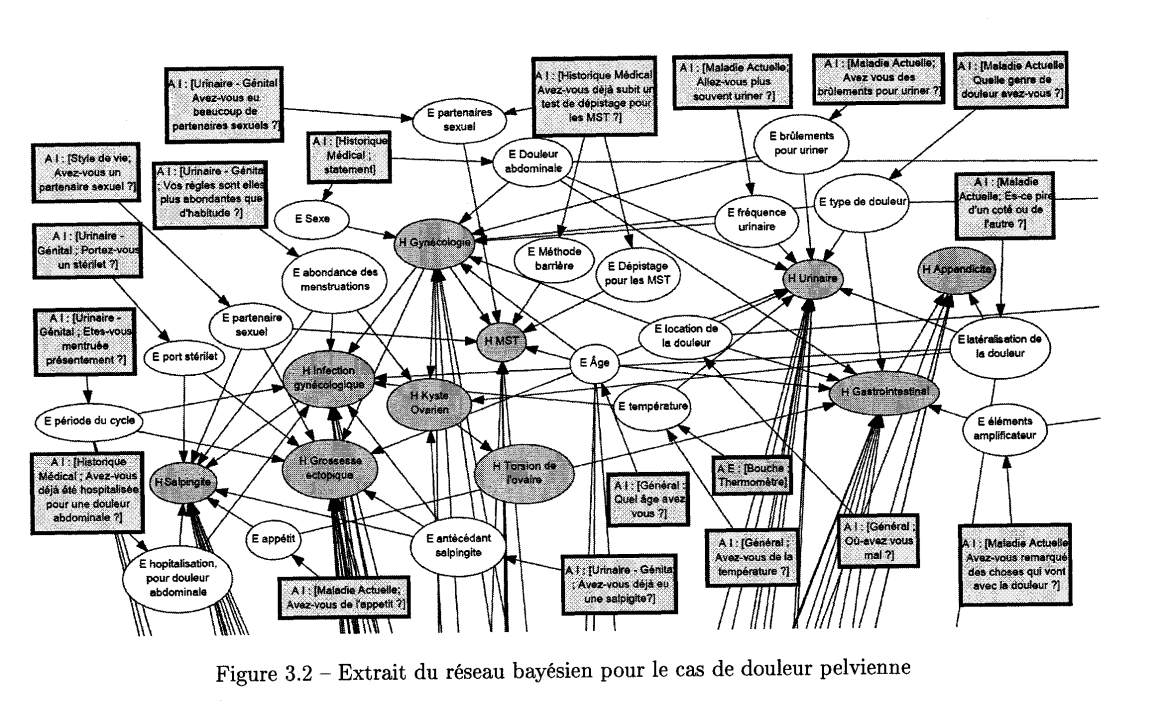 A I : [Urinaire - Génital
Avez-vous eu
beaucoup de
partenaires sexuels ?]
E partenaires
sexuel
A I : [Historique Médical
Avez-vous déjà subit un
test de dépistage pour
les MST ?]
A I : [Maladie Actuelle;
Allez-vous plus
souvent uriner ?]
A I : [Maladie Actuelle;
Avez vous des
brûlements pour uriner ?]
A I : [Maladie Actuelle
Quelle genre de
douleur avez-vous ?]
A I : [Style de vie;
Avez-vous un
partenaire sexuel ?]
A I : [Urinaire - Génita
; Vos règles sont elles
plus abondantes que
d'habitude ?]
A I : [Historique
Médical ;
statement]
E Douleur
abdominale
E brûlements
pour uriner
E Sexe
H Gynécologie
E fréquence
urinaire
E type de douleur
A I : [Maladie
Actuelle; Es-ce pire
d'un coté ou de
l'autre ?]
A I : [Urinaire -
Génital ; Portez-vous
un stérilet ?]
E abondance des
menstruations
E Méthode
barrière
E Dépistage
pour les MST
H Urinaire
H Appendicite
A I : [Urinaire -
Génital ; Etes-vous
mentruée
présentement ?]
E port stérilet
E partenaire
sexuel
H MST
E location de
la douleur
E latéralisation de
la douleur
H Infection
gynécologique
H Kyste
Ovarien
E Âge
E température
H Gastrointestinal
E période du cycle
E éléments
amplificateur
A I : [Historique
Médical ; Avez-vous
déjà été hospitalisée
pour une douleur
abdominale ?]
H Salpingite
H Grossesse
ectopique
H Torsion de
l'ovaire
A I : [Général ;
Quel âge avez
vous ?]
A E : [Bouche ;
Thermomètre]
E hopitalisation,
pour douleur
abdominale
E appétit
E antècédant
salpingite
A I : [Général ;
Avez-vous de la
température ?]
A I : [Général ;
Où-avez vous
mal ?]
A I : [Maladie Actuelle
Avez-vous remarqué
des choses qui vont
avec la douleur ?]
A I : [Maladie Actuelle;
Avez-vous de l'appetit ?]
A I : [Urinaire - Génita
; Avez-vous déjà eu
une salpigite?]
Figure 3.2 – Extrait du réseau bayésien pour le cas de douleur pelvienne